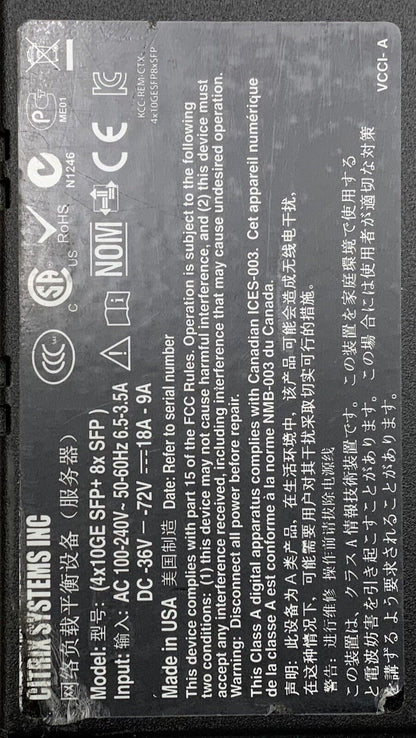 CITRIX SYSTEMS INC
网络负载平衡设备（服务器）
Model: 型号: (4x10GE SFP+ 8x SFP )
Input: 输入: AC 100-240V~ 50-60Hz 6.5-3.5A
DC -36V – -72V ⎓ 18A - 9A
Made in USA 美国制造 Date: Refer to serial number
This device complies with part 15 of the FCC Rules. Operation is subject to the following
two conditions: (1) this device may not cause harmful interference, and (2) this device must
accept any interference received, including interference that may cause undesired operation.
Warning: Disconnect all power before repair.
This Class A digital apparatus complies with Canadian ICES-003. Cet appareil numérique
de la classe A est conforme à la norme NMB-003 du Canada.
声明: 此设备为A类产品，在生活环境中，该产品可能会造成无线电干扰，
在这种情况下，可能需要用户对其干扰采取切实可行的措施。
警告: 进行维修 操作前请拔除电源线
この装置は、クラスA情報技術装置です。 この装置を家庭環境で使用する
と電波妨害を引き起こすことがあります。 この場合には使用者が適切な対策
を講ずるよう要求されることがあります。
VCCI- A
CCC
C SA US
RoHS
N1246
PG
ME01
NOM
CE
KCC-REM-CTX-
4x10GESFP8xSFP